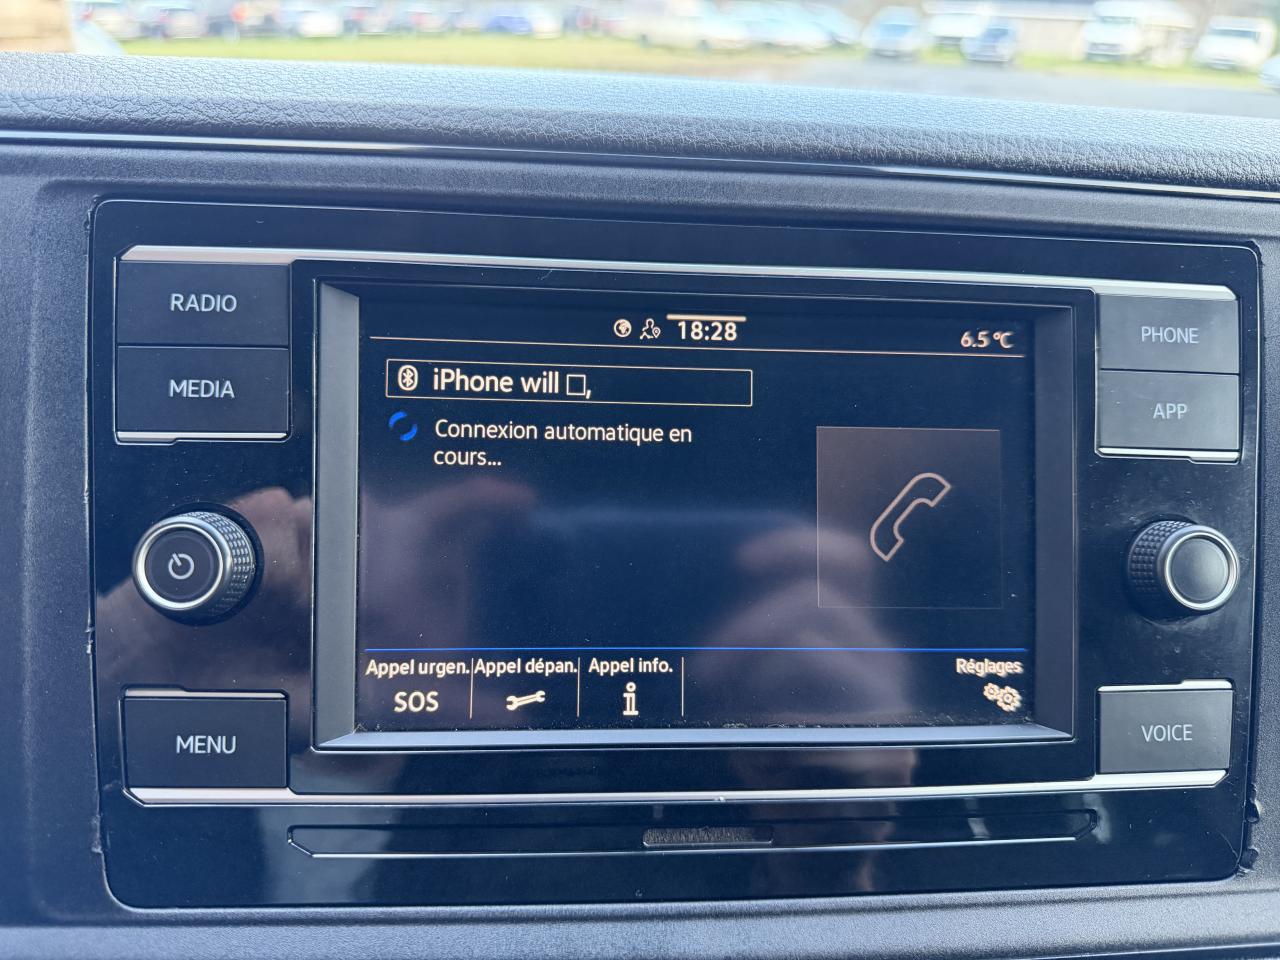 RADIO
MEDIA
MENU
18:28
6.5 °C
iPhone will □,
Connexion automatique en
cours...
Appel urgen.
SOS
Appel dépan.
Appel info.
Réglages
PHONE
APP
VOICE